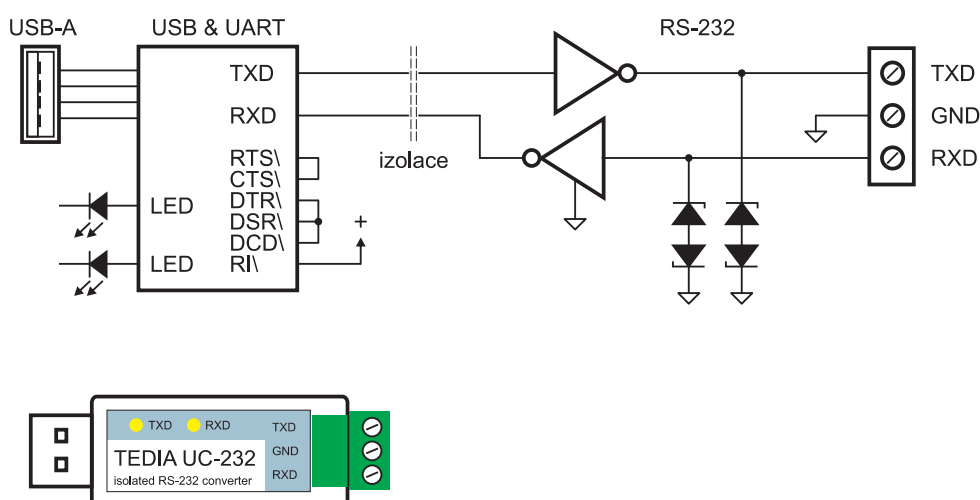 USB-A
USB & UART
RS-232
TXD
RXD
RTS\
CTS\
DTR\
DSR\
DCD\
RI\
LED
LED
izolace
+
TXD
GND
RXD
TXD
RXD
TXD
GND
RXD
TEDIA UC-232
isolated RS-232 converter